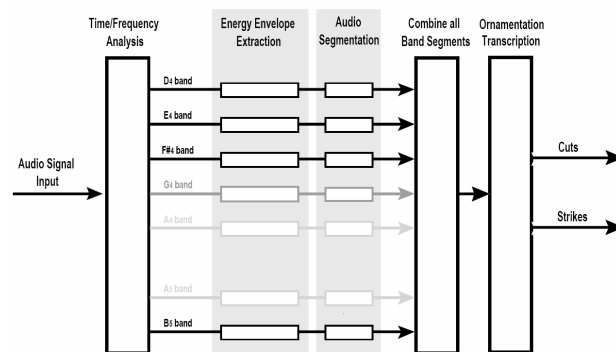 Time/Frequency
Analysis
Energy Envelope
Extraction
Audio
Segmentation
Combine all
Band Segments
Ornamentation
Transcription
D4 band
E4 band
F#4 band
Audio Signal
Input
G4 band
A4 band
A5 band
B5 band
Cuts
Strikes